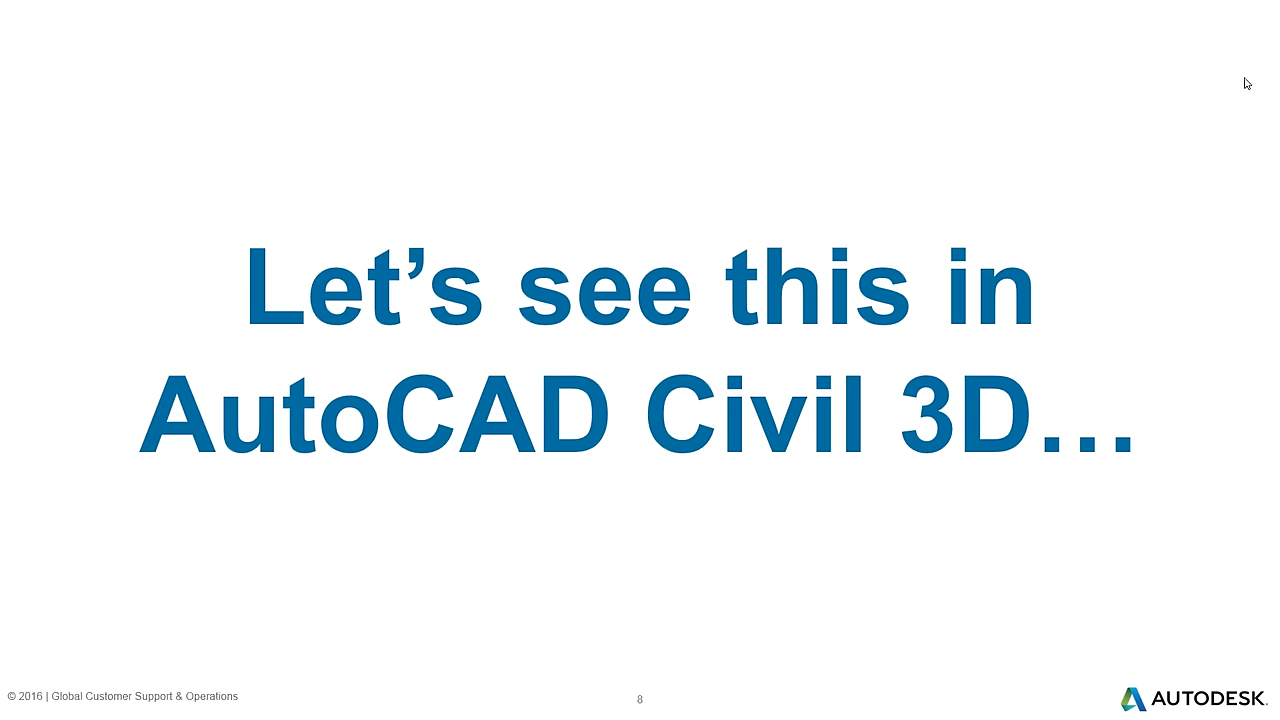 Let’s see this in
AutoCAD Civil 3D…
© 2016 | Global Customer Support & Operations
8
AUTODESK.